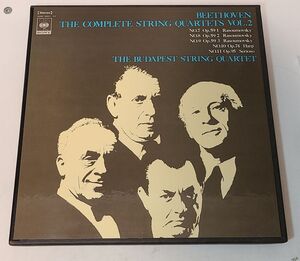 BEETHOVEN
THE COMPLETE STRING QUARTETS VOL.2
NO.7 Op.59-1 Rasoumovsky
NO.8 Op.59-2 Rasoumovsky
NO.9 Op.59-3 Rasoumovsky
NO.10 Op.74 Harp
NO.11 Op.95 Serioso
THE BUDAPEST STRING QUARTET